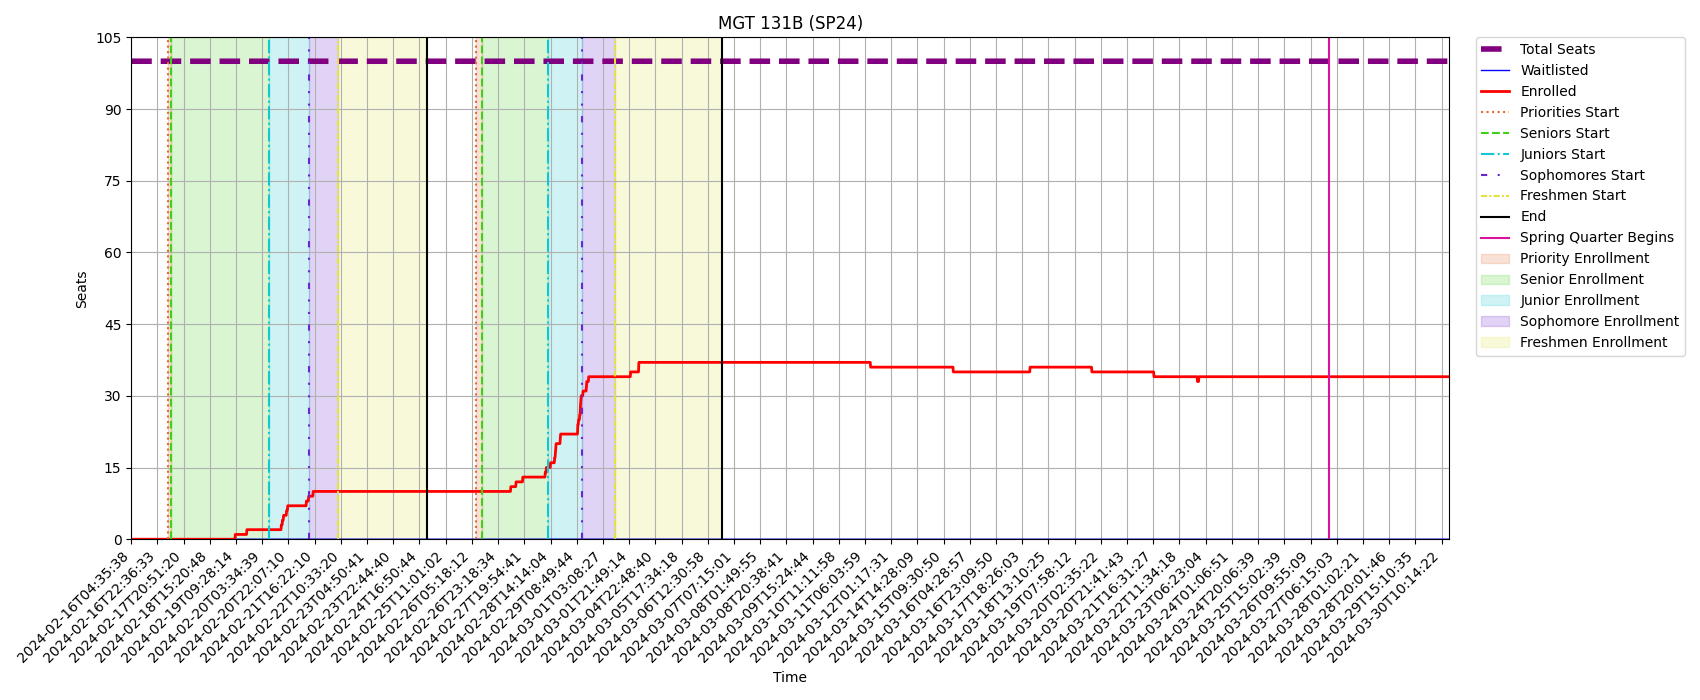 MGT 131B (SP24)
105
90
75
60
45
30
15
0
Seats
2024-02-16T04:35:38
2024-02-16T22:36:33
2024-02-17T20:51:20
2024-02-18T15:20:48
2024-02-19T09:28:14
2024-02-20T03:34:39
2024-02-20T22:07:10
2024-02-21T16:22:10
2024-02-22T10:33:20
2024-02-23T04:50:41
2024-02-23T22:44:40
2024-02-24T16:50:44
2024-02-25T11:01:02
2024-02-26T05:18:12
2024-02-26T23:18:34
2024-02-27T19:54:41
2024-02-28T14:14:04
2024-02-29T08:49:44
2024-03-01T03:08:27
2024-03-01T21:49:14
2024-03-04T22:48:40
2024-03-05T17:34:18
2024-03-06T12:30:58
2024-03-07T07:15:01
2024-03-08T01:49:55
2024-03-08T20:38:41
2024-03-09T15:24:44
2024-03-10T11:11:58
2024-03-11T06:03:59
2024-03-12T01:17:31
2024-03-14T14:28:09
2024-03-15T09:30:50
2024-03-16T04:28:57
2024-03-16T23:09:50
2024-03-17T18:26:03
2024-03-18T13:10:25
2024-03-19T07:58:12
2024-03-20T02:35:22
2024-03-20T21:41:43
2024-03-21T16:31:27
2024-03-22T11:34:18
2024-03-23T06:23:04
2024-03-24T01:06:51
2024-03-24T20:06:39
2024-03-25T15:02:39
2024-03-26T09:55:09
2024-03-27T06:15:03
2024-03-28T01:02:21
2024-03-28T20:01:46
2024-03-29T15:10:35
2024-03-30T10:14:22
Time
Total Seats
Waitlisted
Enrolled
Priorities Start
Seniors Start
Juniors Start
Sophomores Start
Freshmen Start
End
Spring Quarter Begins
Priority Enrollment
Senior Enrollment
Junior Enrollment
Sophomore Enrollment
Freshmen Enrollment